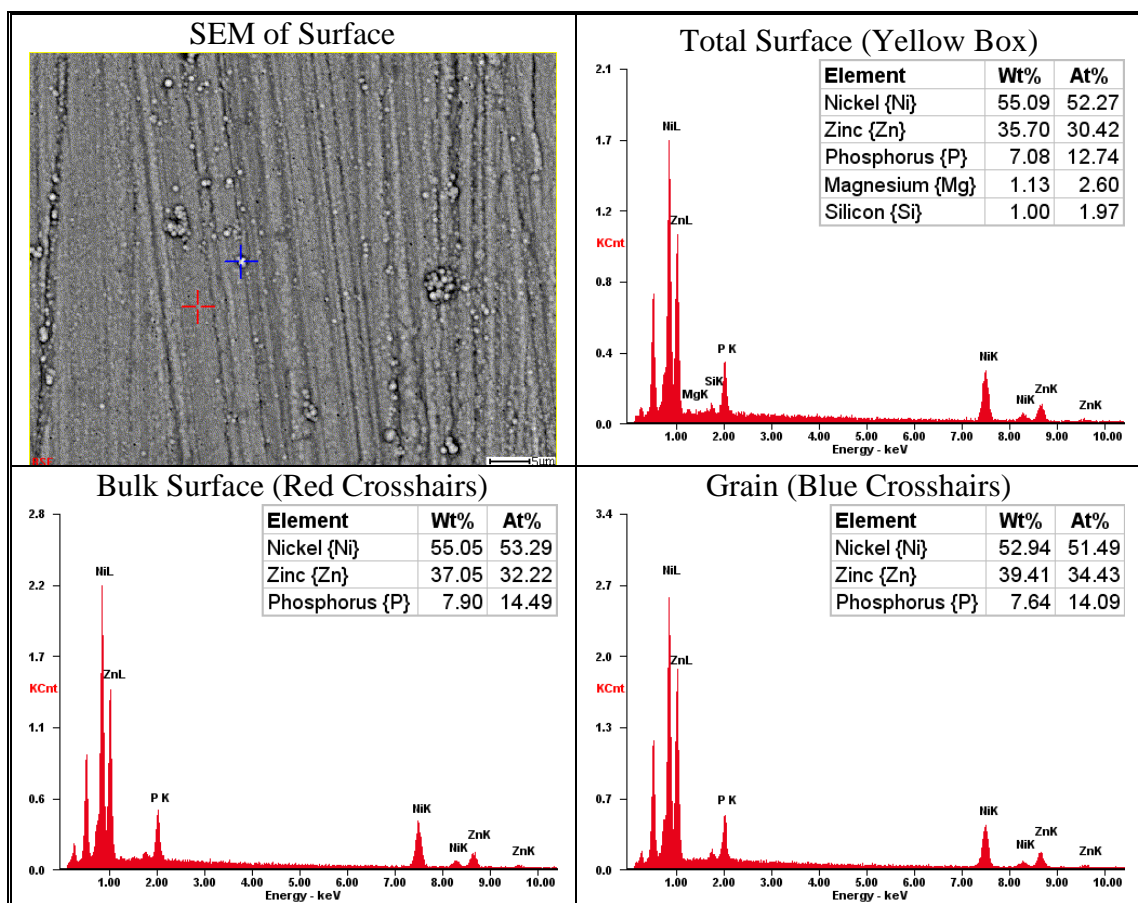 SEM of Surface
5um
Total Surface (Yellow Box)
Element Wt% At%
Nickel {Ni} 55.09 52.27
Zinc {Zn} 35.70 30.42
Phosphorus {P} 7.08 12.74
Magnesium {Mg} 1.13 2.60
Silicon {Si} 1.00 1.97
2.1
1.7
1.2
KCnt
0.8
0.4
0.0
NiL
ZnL
P K
SiK
MgK
NiK
NiK
ZnK
ZnK
1.00 2.00 3.00 4.00 5.00 6.00 7.00 8.00 9.00 10.00
Energy - keV
Bulk Surface (Red Crosshairs)
Element Wt% At%
Nickel {Ni} 55.05 53.29
Zinc {Zn} 37.05 32.22
Phosphorus {P} 7.90 14.49
2.8
2.2
1.7
KCnt
1.1
0.6
0.0
NiL
ZnL
P K
NiK
NiK
ZnK
ZnK
1.00 2.00 3.00 4.00 5.00 6.00 7.00 8.00 9.00 10.00
Energy - keV
Grain (Blue Crosshairs)
Element Wt% At%
Nickel {Ni} 52.94 51.49
Zinc {Zn} 39.41 34.43
Phosphorus {P} 7.64 14.09
3.4
2.7
2.0
KCnt
1.3
0.7
0.0
NiL
ZnL
P K
NiK
NiK
ZnK
ZnK
1.00 2.00 3.00 4.00 5.00 6.00 7.00 8.00 9.00 10.00
Energy - keV